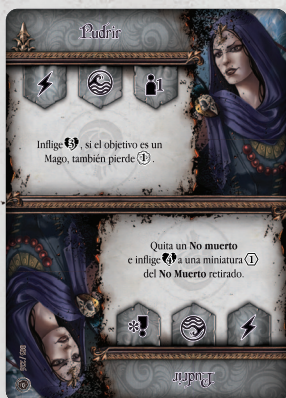 Pudrir
1
Inflige 3, si el objetivo es un
Mago, también pierde 1.
Quita un No muerto
e inflige 4 a una miniatura 1
del No Muerto retirado.
Pudrir